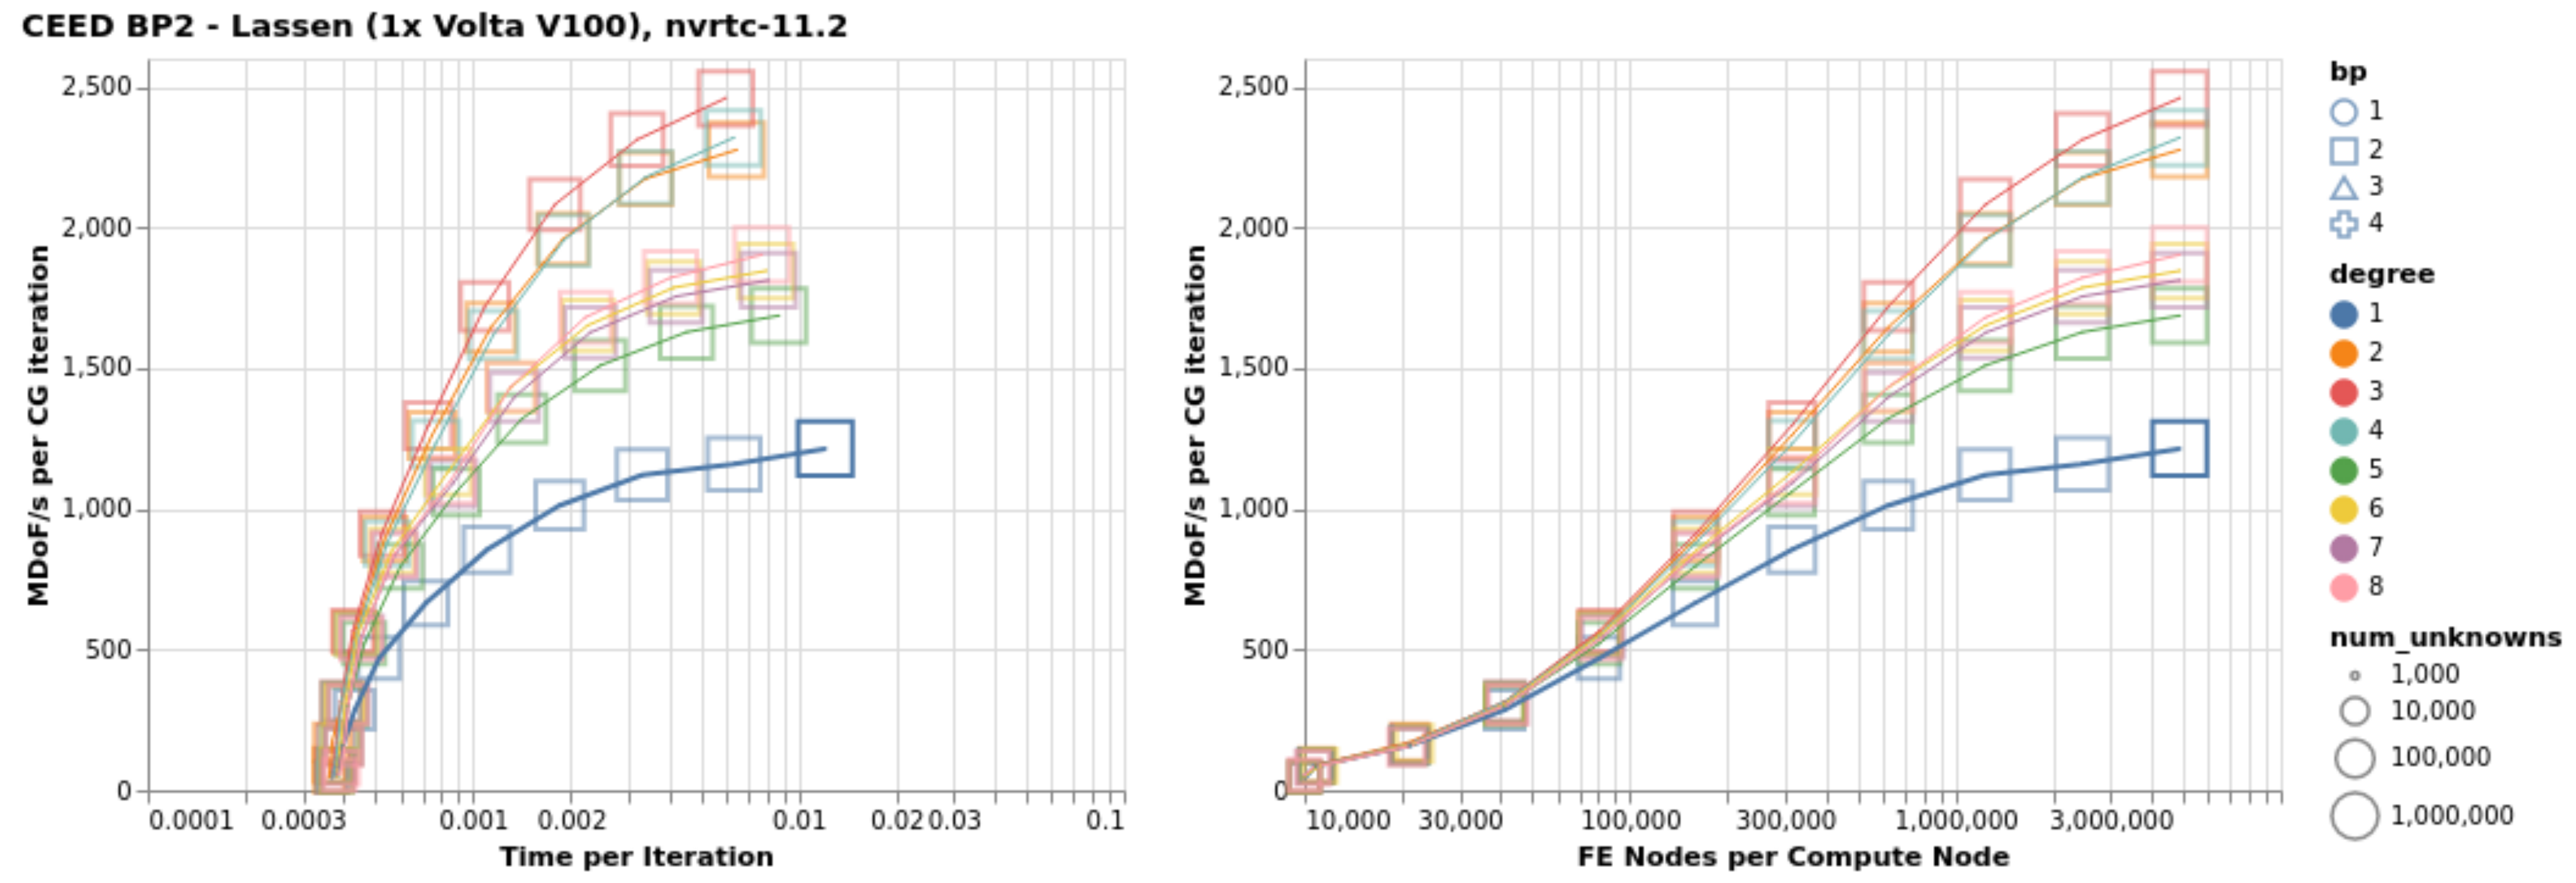 CEED BP2 - Lassen (1x Volta V100), nvrtc-11.2
MDoF/s per CG iteration
2,500
2,000
1,500
1,000
500
0
0.0001 0.0003 0.001 0.002 0.01 0.02 0.03 0.1
Time per Iteration
MDoF/s per CG iteration
2,500
2,000
1,500
1,000
500
0
10,000 30,000 100,000 300,000 1,000,000 3,000,000
FE Nodes per Compute Node
bp
1
2
3
4
degree
1
2
3
4
5
6
7
8
num_unknowns
1,000
10,000
100,000
1,000,000